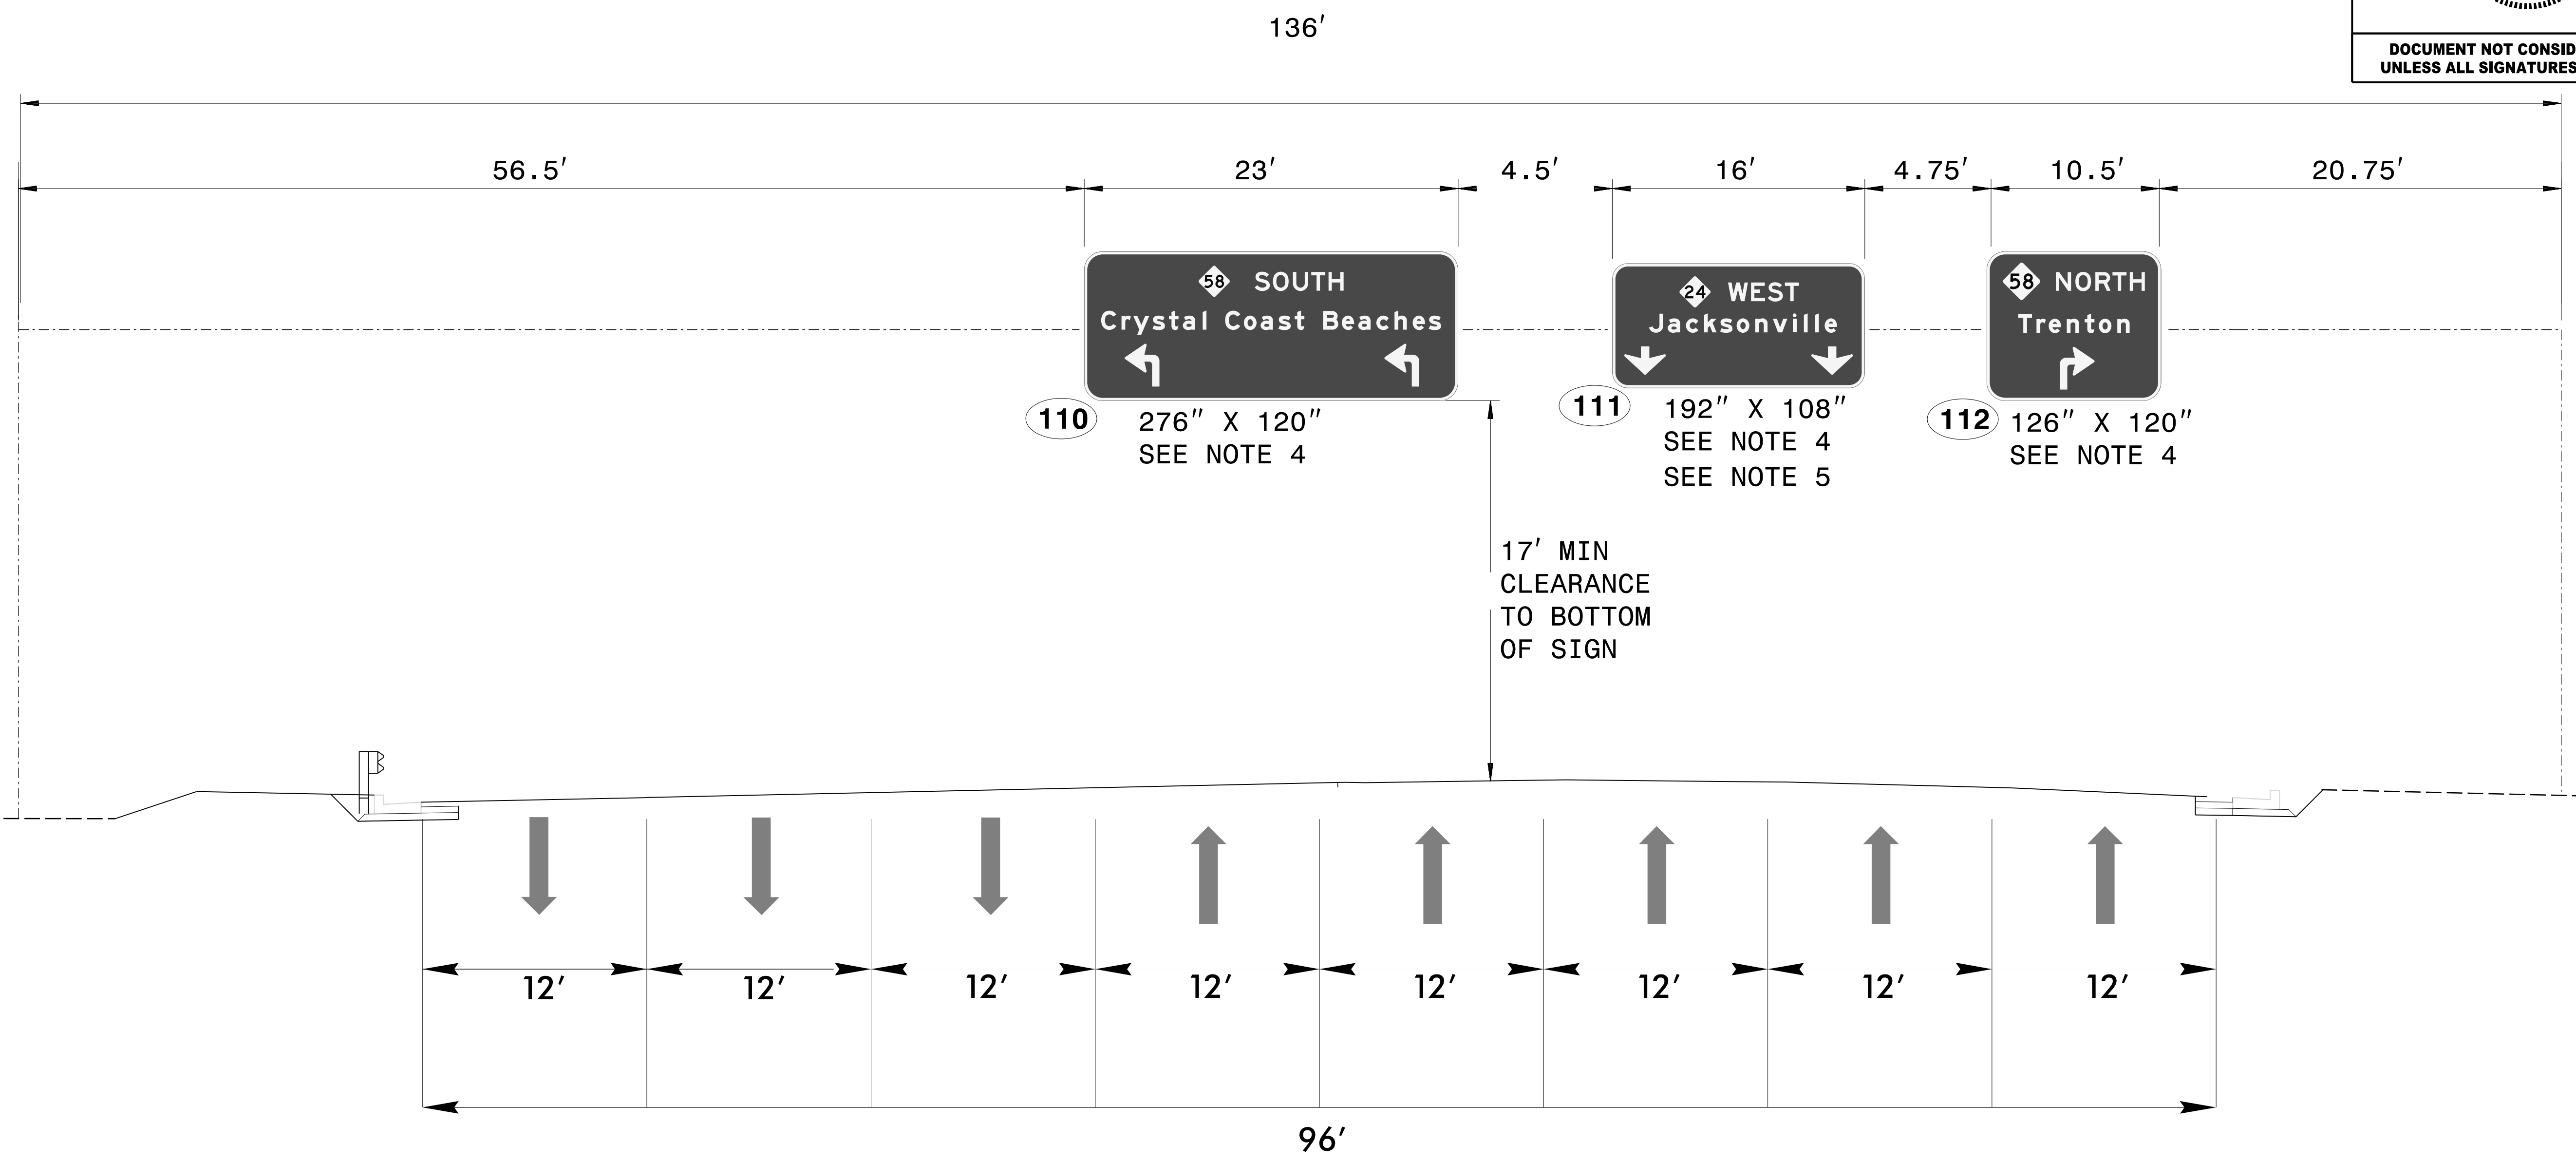 136′
DOCUMENT NOT CONSID
UNLESS ALL SIGNATURES
56.5′
23′
4.5′
16′
4.75′
10.5′
20.75′
58 SOUTH
Crystal Coast Beaches
24 WEST
Jacksonville
58 NORTH
Trenton
110
276″ X 120″
SEE NOTE 4
111
192″ X 108″
SEE NOTE 4
SEE NOTE 5
112
126″ X 120″
SEE NOTE 4
17′ MIN
CLEARANCE
TO BOTTOM
OF SIGN
12′
12′
12′
12′
12′
12′
12′
12′
96′